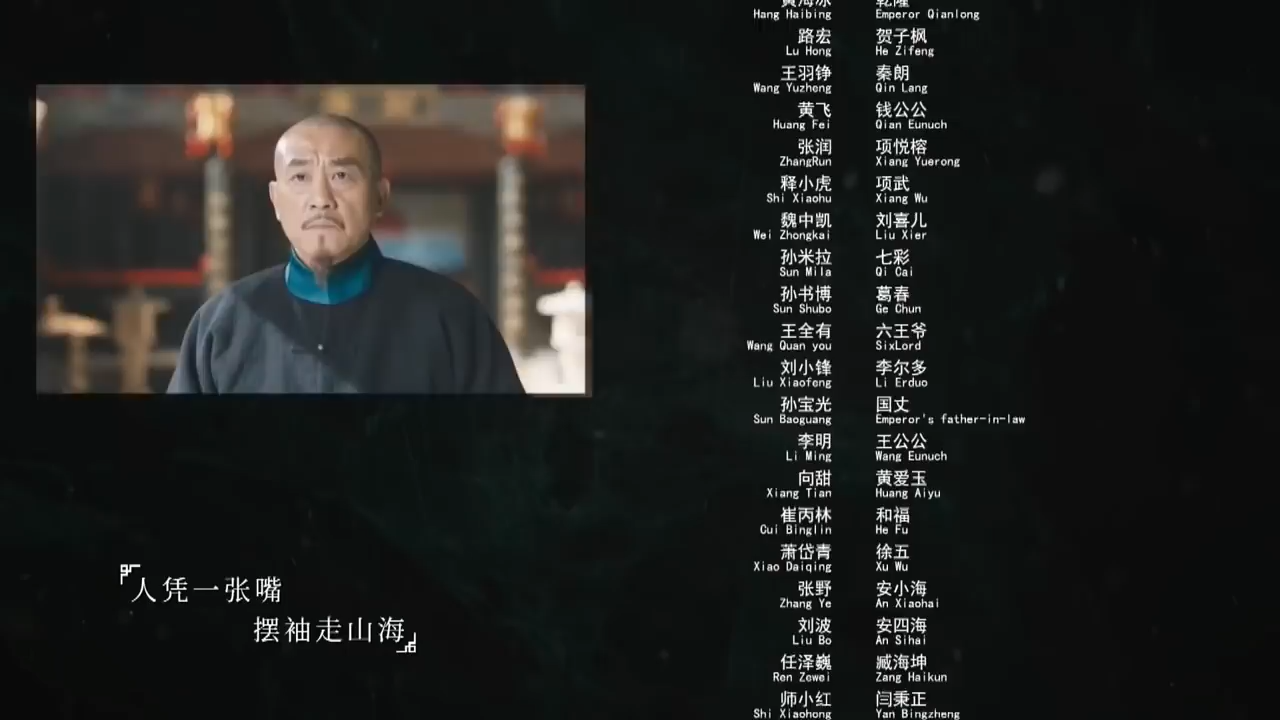 Hang Haibing Emperor Qianlong
路宏 贺子枫
Lu Hong He Zifeng
王羽铮 秦朗
Wang Yuzheng Qin Lang
黄飞 钱公公
Huang Fei Qian Eunuch
张润 项悦榕
ZhangRun Xiang Yuerong
释小虎 项武
Shi Xiaohu Xiang Wu
魏中凯 刘喜儿
Wei Zhongkai Liu Xier
孙米拉 七彩
Sun Mila Qi Cai
孙书博 葛春
Sun Shubo Ge Chun
王全有 六王爷
Wang Quan you SixLord
刘小锋 李尔多
Liu Xiaofeng Li Erduo
孙宝光 国丈
Sun Baoguang Emperor's father-in-law
李明 王公公
Li Ming Wang Eunuch
向甜 黄爱玉
Xiang Tian Huang Aiyu
崔丙林 和福
Cui Binglin He Fu
萧岱青 徐五
Xiao Daiqing Xu Wu
张野 安小海
Zhang Ye An Xiaohai
刘波 安四海
Liu Bo An Sihai
任泽巍 臧海坤
Ren Zewei Zang Haikun
师小红 闫秉正
Shi Xiaohong Yan Bingzheng
人凭一张嘴
摆袖走山海